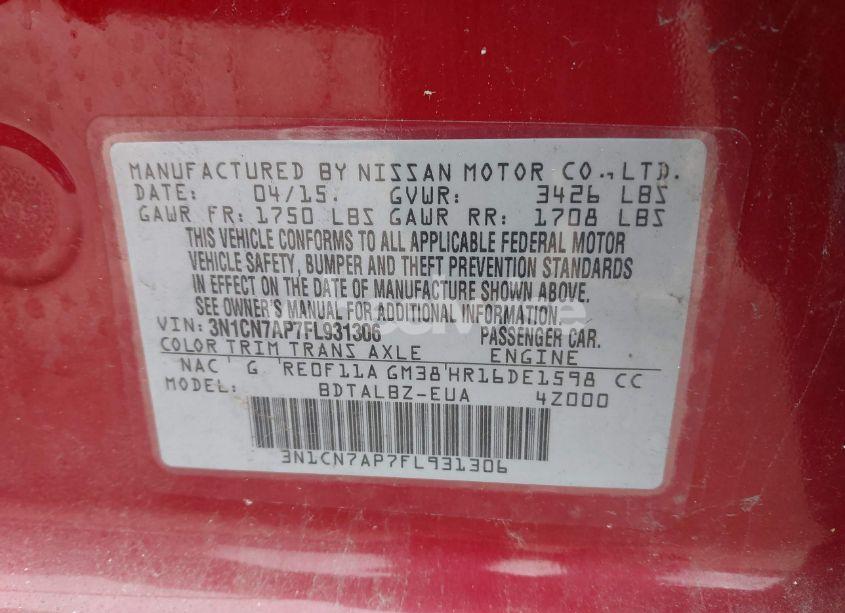 MANUFACTURED BY NISSAN MOTOR CO.,LTD.
DATE: 04/15. GVWR: 3426 LBS
GAWR FR: 1750 LBS GAWR RR: 1708 LBS
THIS VEHICLE CONFORMS TO ALL APPLICABLE FEDERAL MOTOR
VEHICLE SAFETY, BUMPER AND THEFT PREVENTION STANDARDS
IN EFFECT ON THE DATE OF MANUFACTURE SHOWN ABOVE.
SEE OWNER'S MANUAL FOR ADDITIONAL INFORMATION.
VIN: 3N1CN7AP7FL931306 PASSENGER CAR.
COLOR TRIM TRANS AXLE ENGINE
NAC ' G 'RE0F11A GM38'HR16DE1598 CC
MODEL: BDTALBZ-EUA 4Z000
3N1CN7AP7FL931306